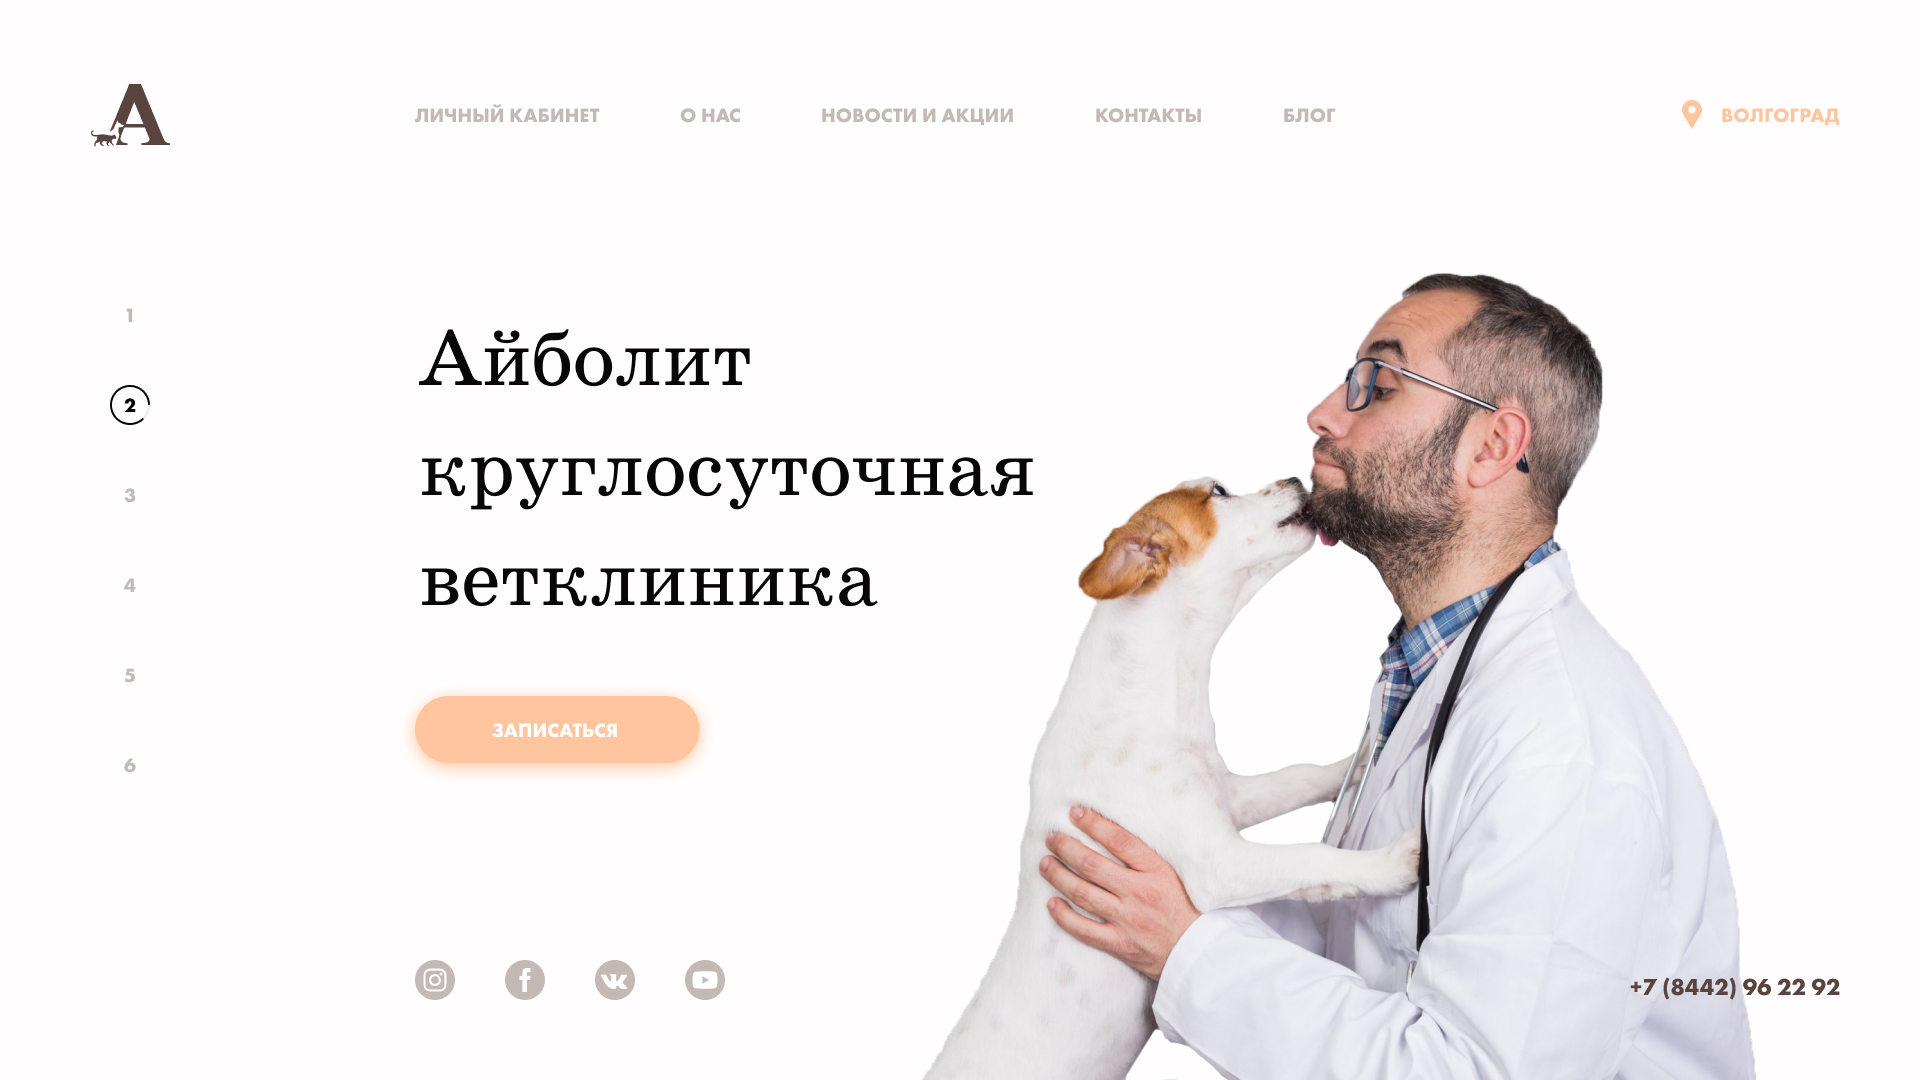 А
ЛИЧНЫЙ КАБИНЕТ
О НАС
НОВОСТИ И АКЦИИ
КОНТАКТЫ
БЛОГ
ВОЛГОГРАД
1
2
3
4
5
6
Айболит
круглосуточная
ветклиника
ЗАПИСАТЬСЯ
+7 (8442) 96 22 92